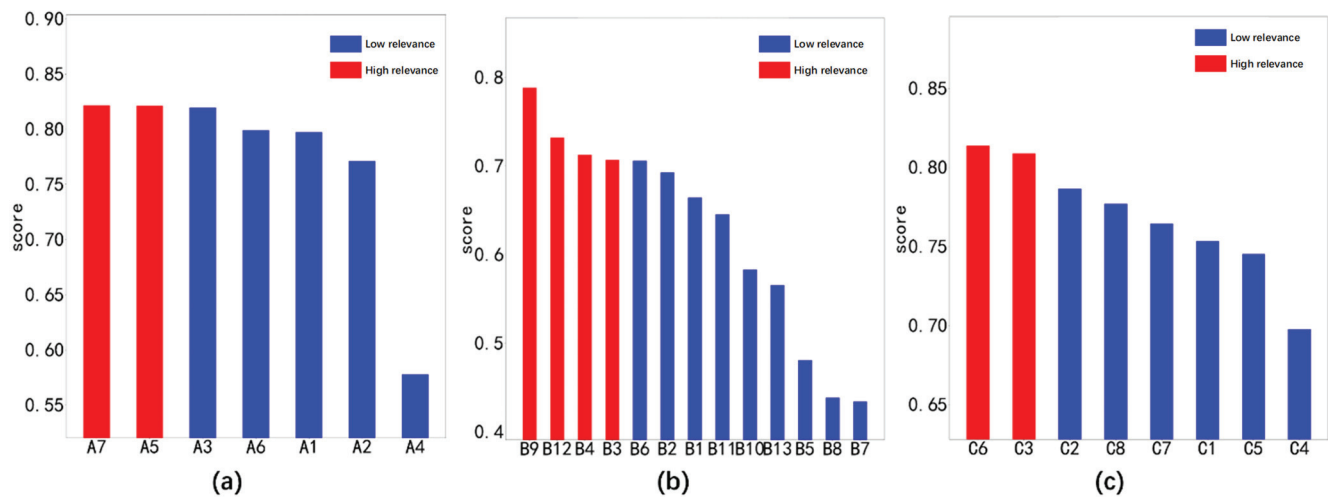 0.90
0.85
0.80
0.75
0.70
0.65
0.60
0.55
score
Low relevance
High relevance
A7 A5 A3 A6 A1 A2 A4
(a)
0.8
0.7
0.6
0.5
0.4
score
Low relevance
High relevance
B9 B12 B4 B3 B6 B2 B1 B11 B10 B13 B5 B8 B7
(b)
0.85
0.80
0.75
0.70
0.65
score
Low relevance
High relevance
C6 C3 C2 C8 C7 C1 C5 C4
(c)